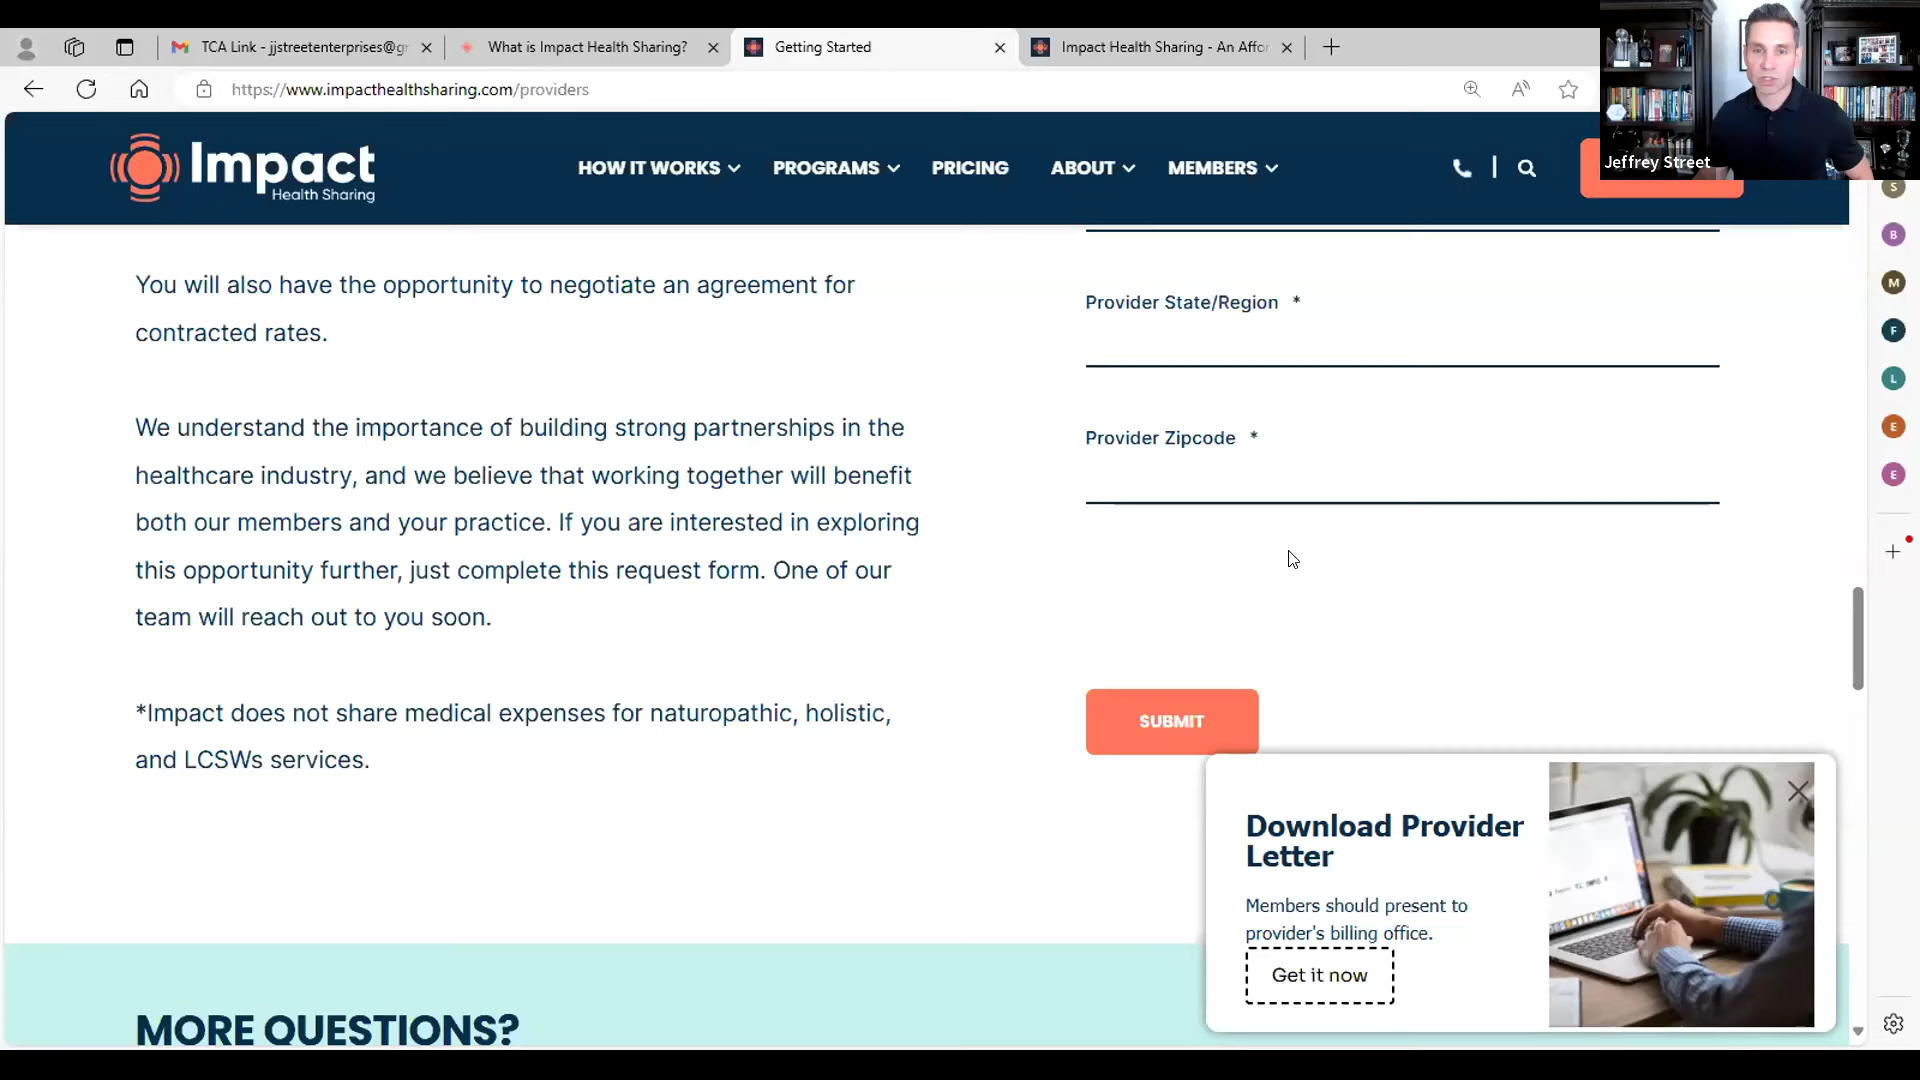 TCA Link - jjstreetenterprises@gr
What is Impact Health Sharing?
Getting Started
Impact Health Sharing - An Affor
https://www.impacthealthsharing.com/providers
Jeffrey Street
Impact
Health Sharing
HOW IT WORKS
PROGRAMS
PRICING
ABOUT
MEMBERS
S
B
M
F
L
E
E
You will also have the opportunity to negotiate an agreement for
contracted rates.
We understand the importance of building strong partnerships in the
healthcare industry, and we believe that working together will benefit
both our members and your practice. If you are interested in exploring
this opportunity further, just complete this request form. One of our
team will reach out to you soon.
*Impact does not share medical expenses for naturopathic, holistic,
and LCSWs services.
Provider State/Region *
Provider Zipcode *
SUBMIT
Download Provider
Letter
Members should present to
provider's billing office.
Get it now
MORE QUESTIONS?